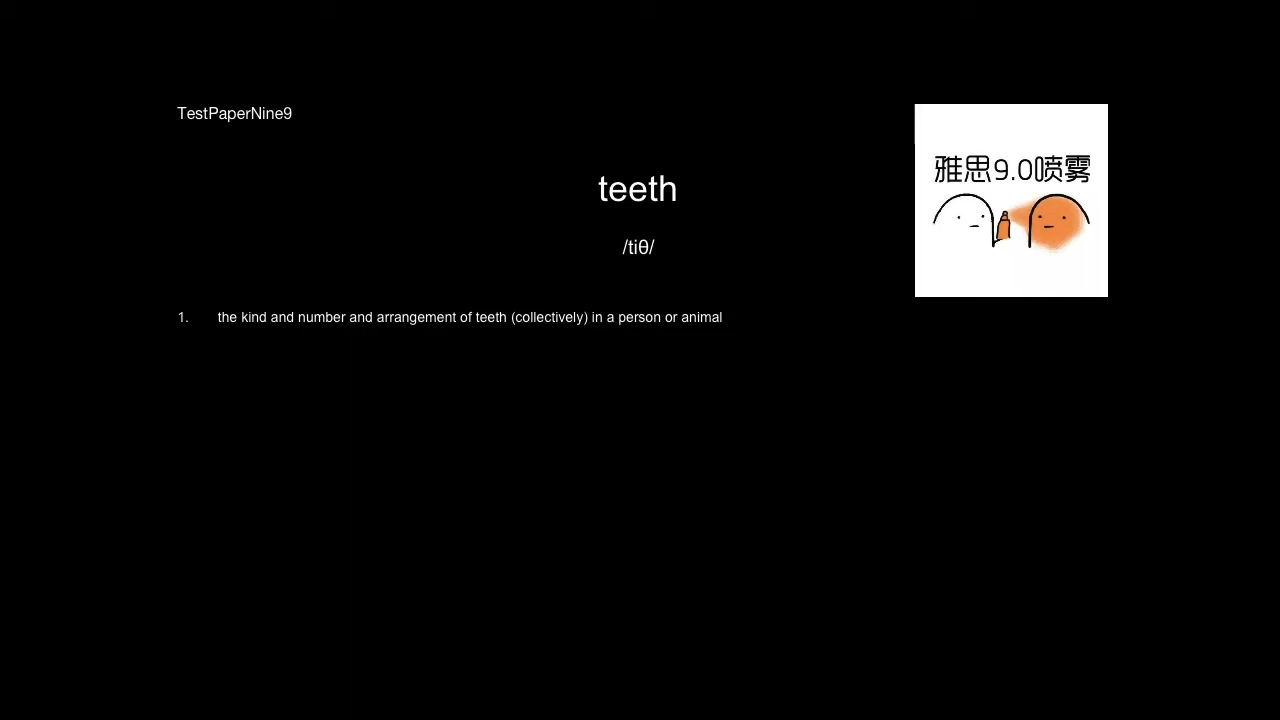 TestPaperNine9
雅思9.0喷雾
teeth
/tiθ/
1. the kind and number and arrangement of teeth (collectively) in a person or animal